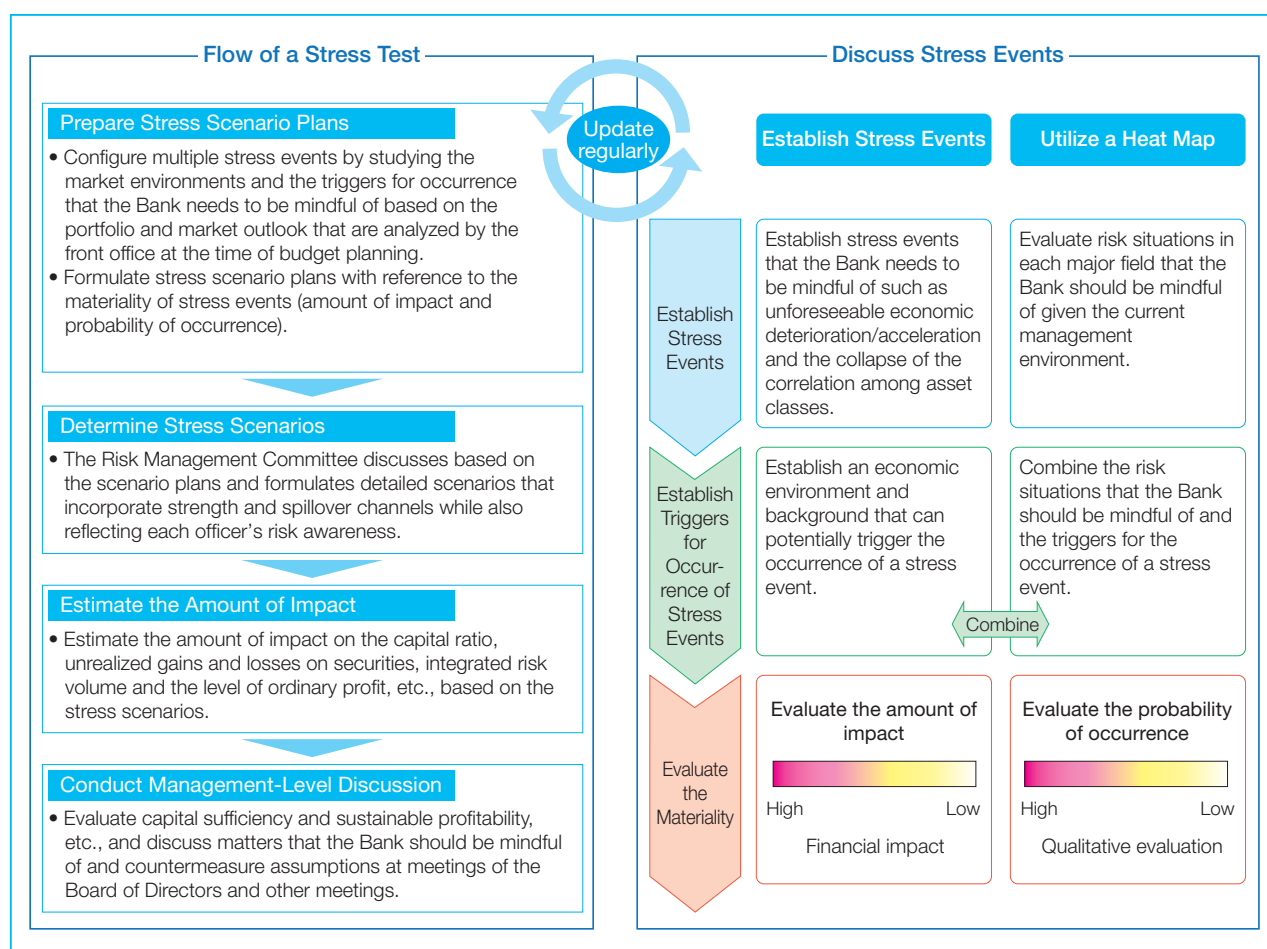 Flow of a Stress Test
Prepare Stress Scenario Plans
• Configure multiple stress events by studying the
market environments and the triggers for occurrence
that the Bank needs to be mindful of based on the
portfolio and market outlook that are analyzed by the
front office at the time of budget planning.
• Formulate stress scenario plans with reference to the
materiality of stress events (amount of impact and
probability of occurrence).
Determine Stress Scenarios
• The Risk Management Committee discusses based on
the scenario plans and formulates detailed scenarios that
incorporate strength and spillover channels while also
reflecting each officer's risk awareness.
Estimate the Amount of Impact
• Estimate the amount of impact on the capital ratio,
unrealized gains and losses on securities, integrated risk
volume and the level of ordinary profit, etc., based on the
stress scenarios.
Conduct Management-Level Discussion
• Evaluate capital sufficiency and sustainable profitability,
etc., and discuss matters that the Bank should be mindful
of and countermeasure assumptions at meetings of the
Board of Directors and other meetings.
Update
regularly
Discuss Stress Events
Establish Stress Events
Utilize a Heat Map
Establish
Stress
Events
Establish stress events
that the Bank needs to
be mindful of such as
unforeseeable economic
deterioration/acceleration
and the collapse of the
correlation among asset
classes.
Evaluate risk situations in
each major field that the
Bank should be mindful
of given the current
management
environment.
Establish
Triggers
for
Occur-
rence of
Stress
Events
Establish an economic
environment and
background that can
potentially trigger the
occurrence of a stress
event.
Combine the risk
situations that the Bank
should be mindful of and
the triggers for the
occurrence of a stress
event.
Combine
Evaluate
the
Materiality
Evaluate the amount of
impact
High Low
Financial impact
Evaluate the probability
of occurrence
High Low
Qualitative evaluation